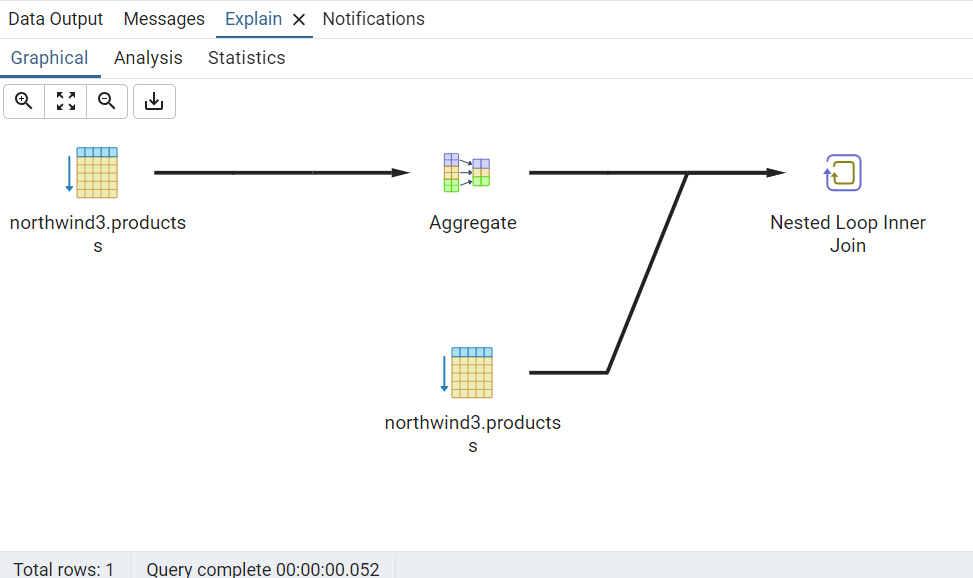 Data Output Messages Explain Notifications
Graphical Analysis Statistics
northwind3.products
s
Aggregate
Nested Loop Inner
Join
northwind3.products
s
Total rows: 1 Query complete 00:00:00.052